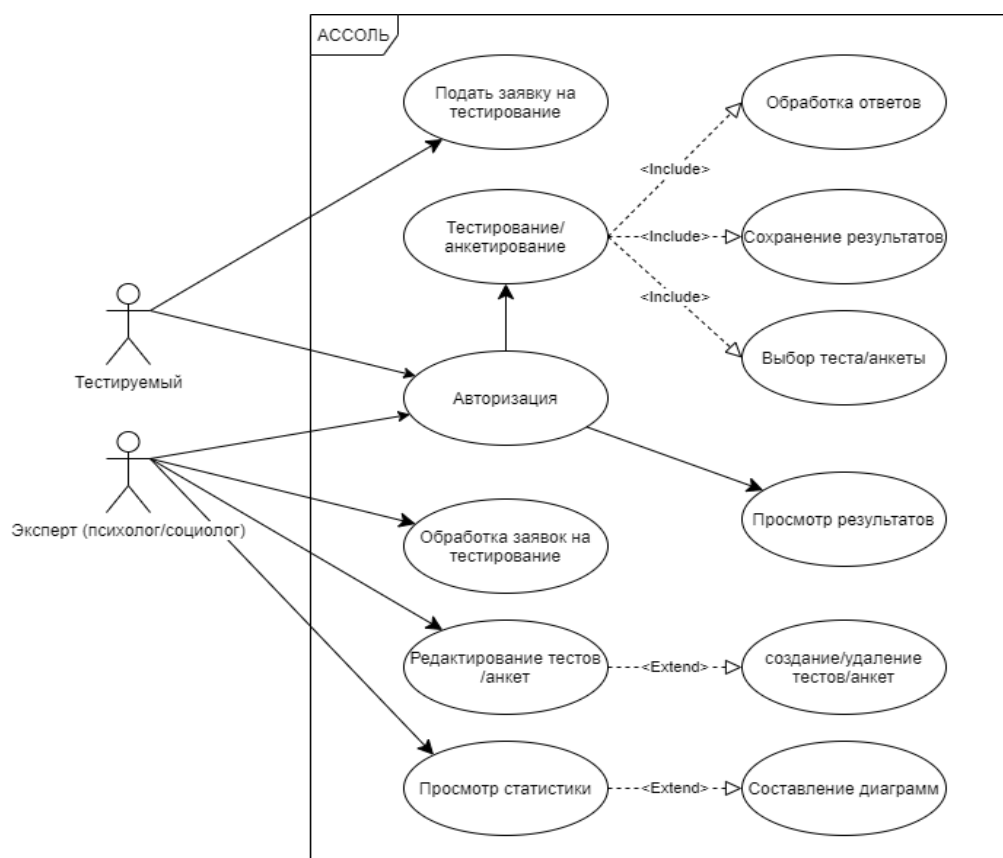 АССОЛЬ
Подать заявку на
тестирование
Обработка ответов
<Include>
Тестирование/
анкетирование
<Include>
Сохранение результатов
<Include>
Выбор теста/анкеты
Тестируемый
Авторизация
Эксперт (психолог/социолог)
Просмотр результатов
Обработка заявок на
тестирование
Редактирование тестов
/анкет
<Extend>
создание/удаление
тестов/анкет
Просмотр статистики
<Extend>
Составление диаграмм